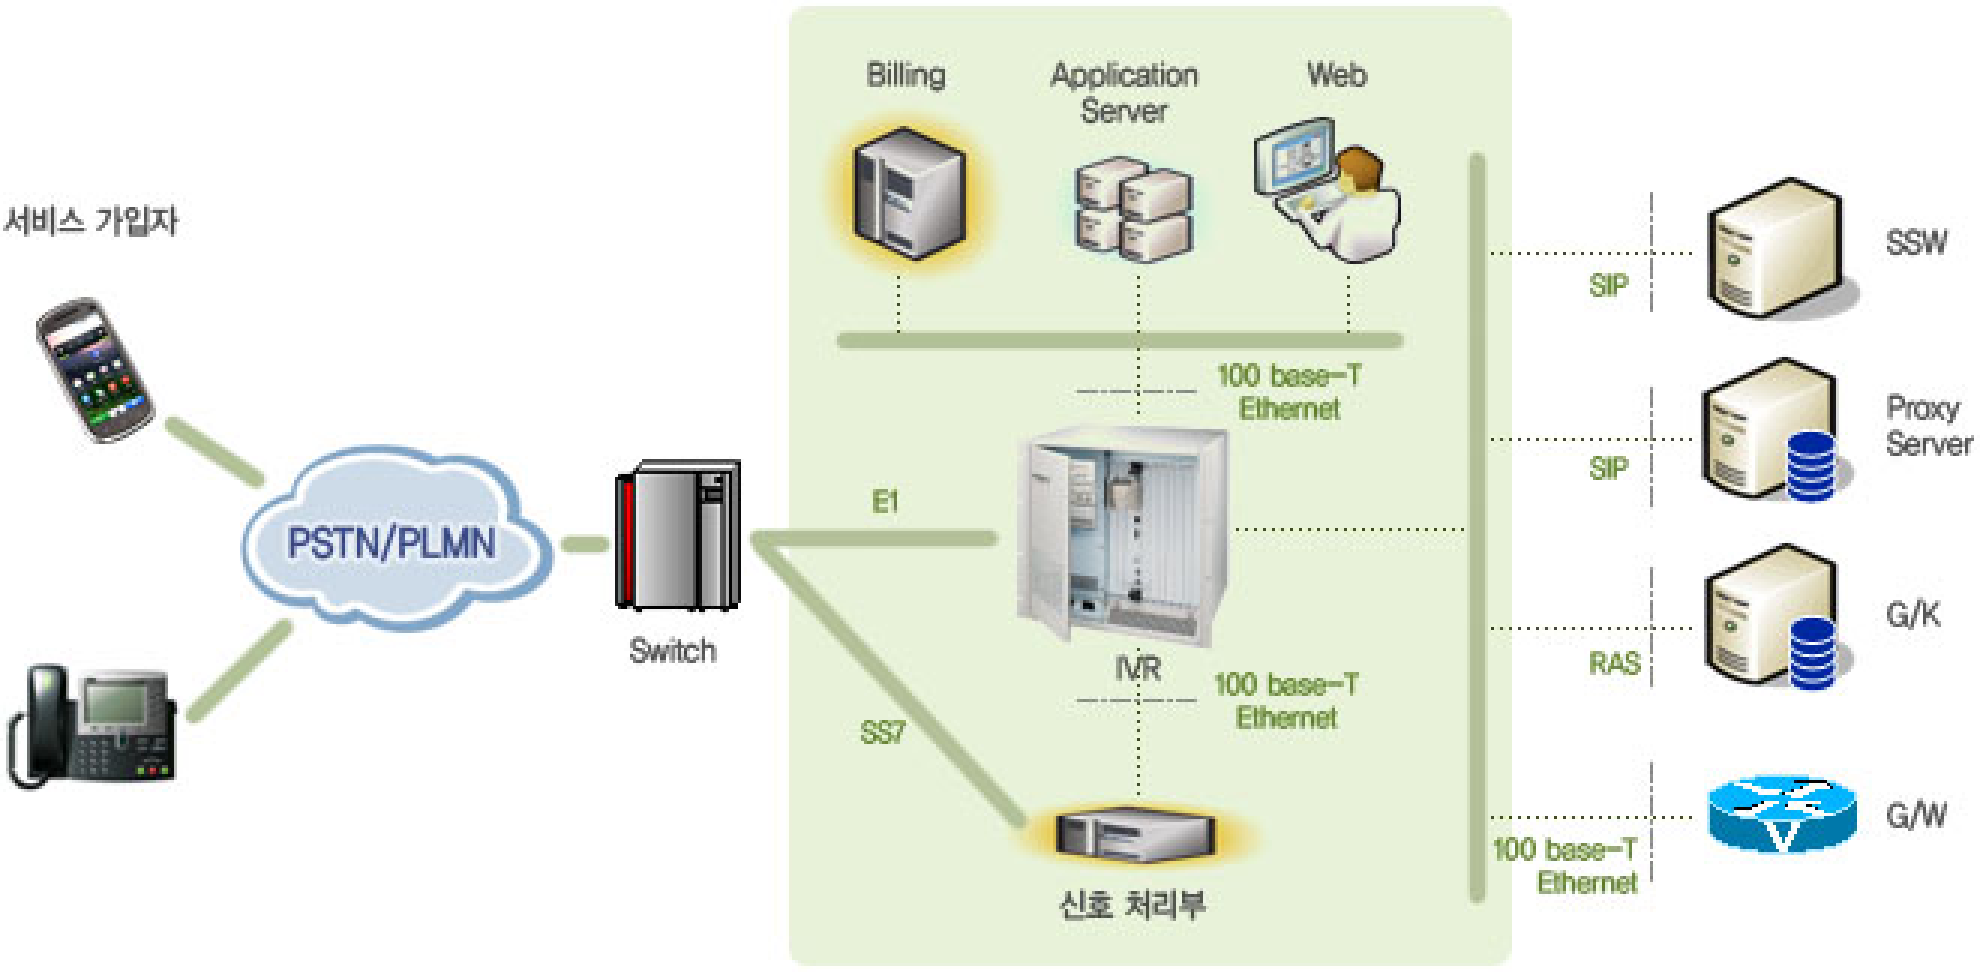 Billing
Application
Server
Web
서비스 가입자
SSW
SIP
100 base-T
Ethernet
Proxy
Server
SIP
E1
PSTN/PLMN
Switch
IVR
G/K
RAS
100 base-T
Ethernet
SS7
G/W
100 base-T
Ethernet
신호 처리부